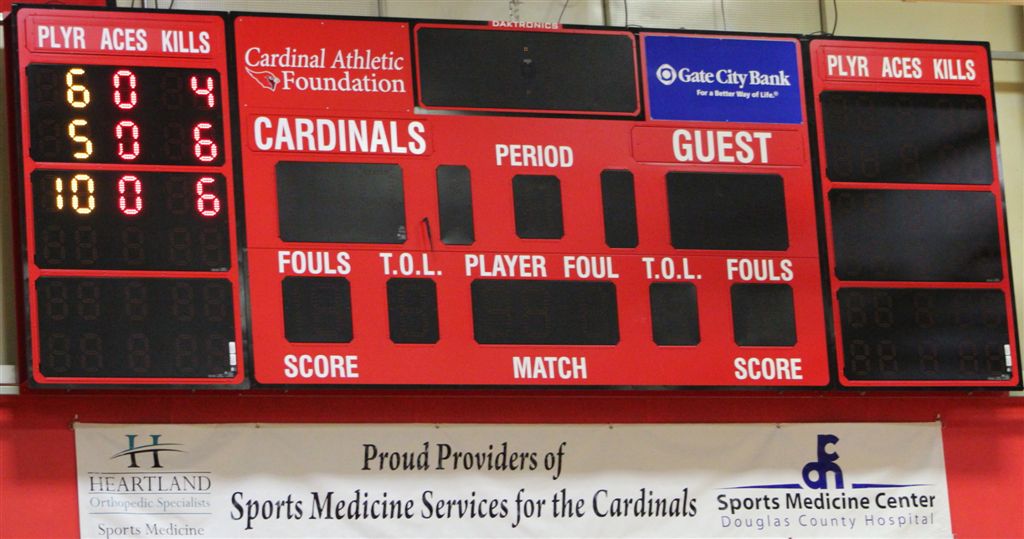 DAKTRONICS
PLYR ACES KILLS
6 0 4
5 0 6
10 0 6
Cardinal Athletic
Foundation
Gate City Bank
For a Better Way of Life.®
PLYR ACES KILLS
CARDINALS
PERIOD
GUEST
FOULS T.O.L. PLAYER FOUL T.O.L. FOULS
SCORE MATCH SCORE
H
HEARTLAND
Orthopedic Specialists
Sports Medicine
Proud Providers of
Sports Medicine Services for the Cardinals
Sports Medicine Center
Douglas County Hospital